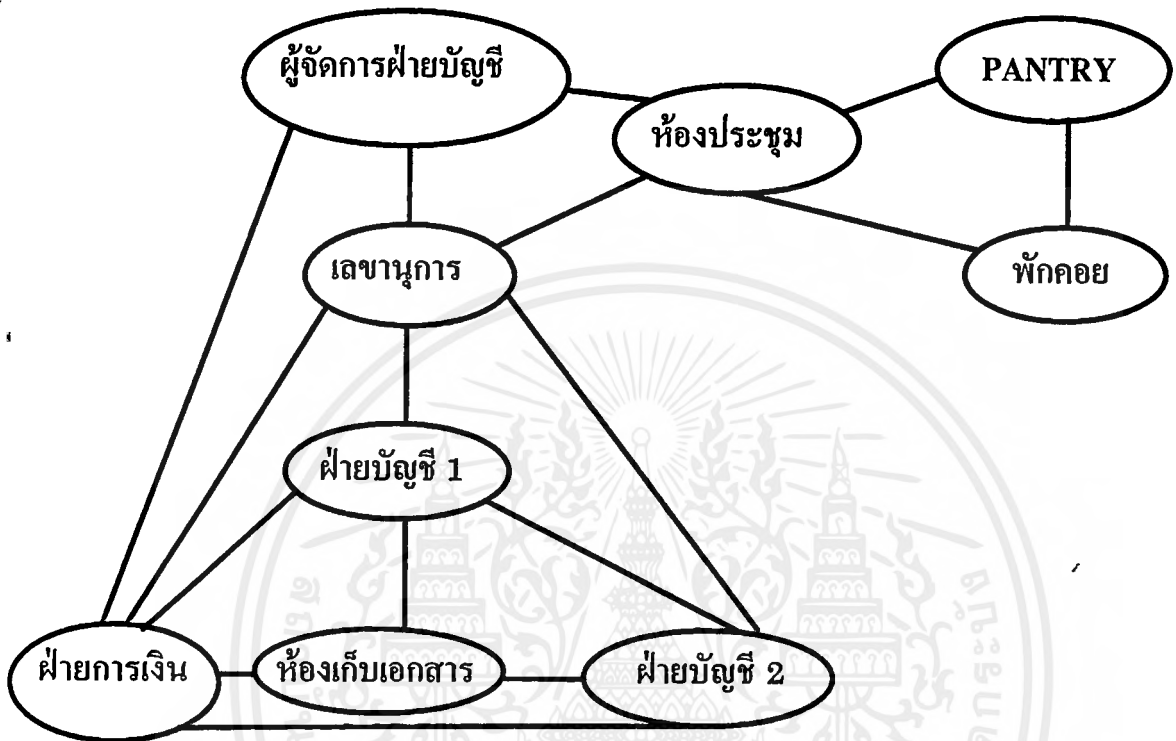 ผู้จัดการฝ่ายบัญชี
PANTRY
ห้องประชุม
เลขานุการ
พักคอย
ฝ่ายบัญชี 1
ฝ่ายการเงิน
ห้องเก็บเอกสาร
ฝ่ายบัญชี 2